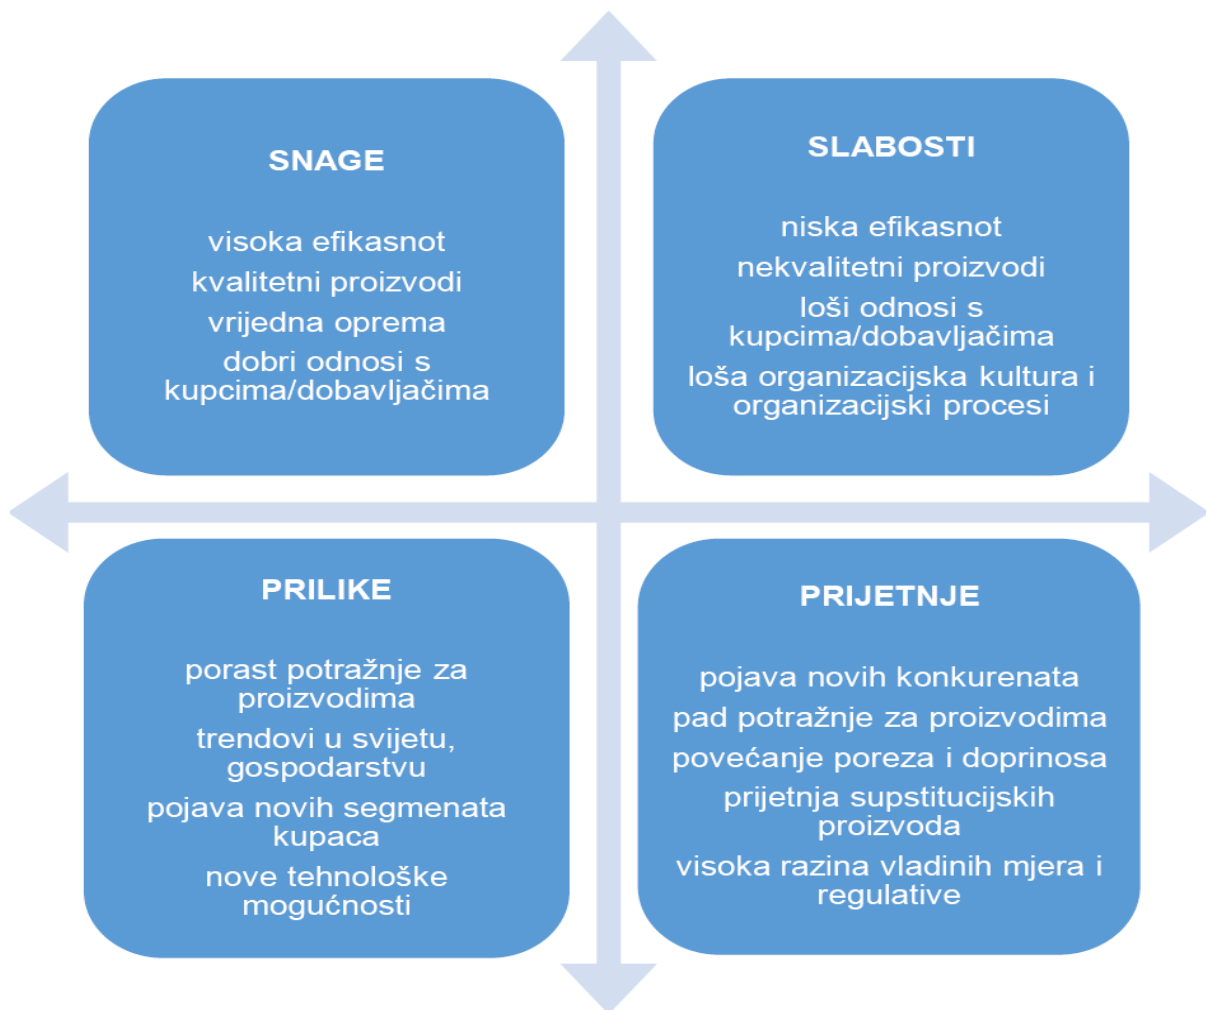 SNAGE
visoka efikasnot
kvalitetni proizvodi
vrijedna oprema
dobri odnosi s
kupcima/dobavljačima
SLABOSTI
niska efikasnot
nekvalitetni proizvodi
loši odnosi s
kupcima/dobavljačima
loša organizacijska kultura i
organizacijski procesi
PRILIKE
porast potražnje za
proizvodima
trendovi u svijetu,
gospodarstvu
pojava novih segmenata
kupaca
nove tehnološke
mogućnosti
PRIJETNJE
pojava novih konkurenata
pad potražnje za proizvodima
povećanje poreza i doprinosa
prijetnja supstitucijskih
proizvoda
visoka razina vladinih mjera i
regulative